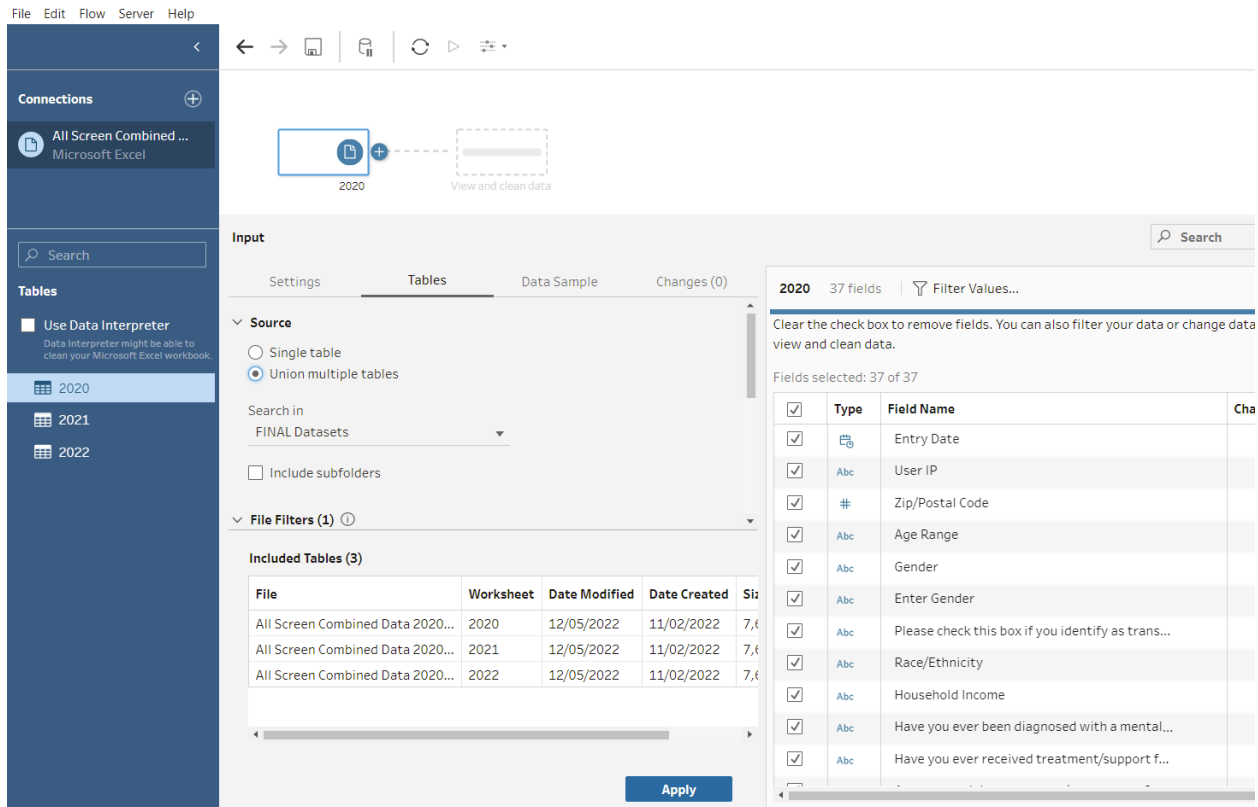 File Edit Flow Server Help
Connections
All Screen Combined ...
Microsoft Excel
2020
View and clean data
Search
Tables
Use Data Interpreter
Data Interpreter might be able to
clean your Microsoft Excel workbook.
2020
2021
2022
Input
Search
Settings Tables Data Sample Changes (0)
Source
Single table
Union multiple tables
Search in
FINAL Datasets
Include subfolders
File Filters (1)
Included Tables (3)
File Worksheet Date Modified Date Created
All Screen Combined Data 2020... 2020 12/05/2022 11/02/2022
All Screen Combined Data 2020... 2021 12/05/2022 11/02/2022
All Screen Combined Data 2020... 2022 12/05/2022 11/02/2022
Apply
2020 37 fields Filter Values...
Clear the check box to remove fields. You can also filter your data or change data
view and clean data.
Fields selected: 37 of 37
Type Field Name
Entry Date
Abc User IP
# Zip/Postal Code
Abc Age Range
Abc Gender
Abc Enter Gender
Abc Please check this box if you identify as trans...
Abc Race/Ethnicity
Abc Household Income
Abc Have you ever been diagnosed with a mental...
Abc Have you ever received treatment/support f...